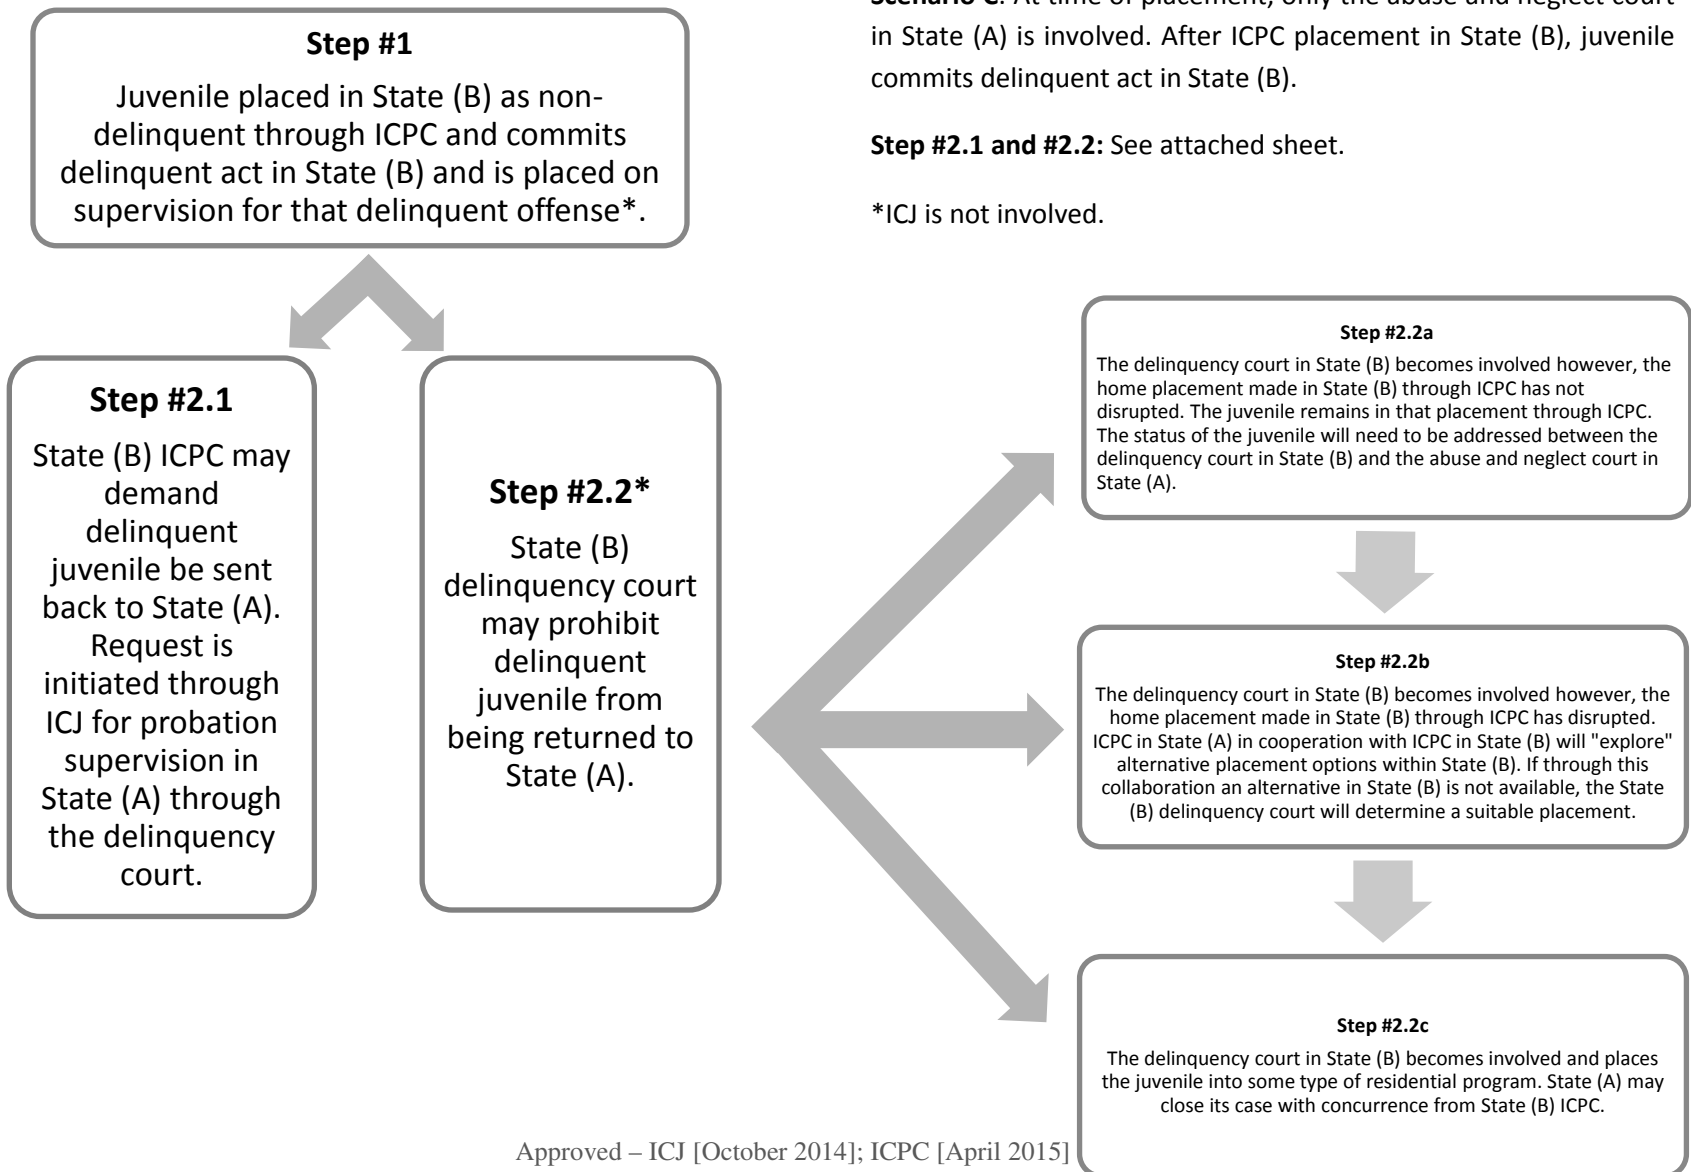 Scenario C: At time of placement, only the abuse and neglect court
in State (A) is involved. After ICPC placement in State (B), juvenile
commits delinquent act in State (B).
Step #2.1 and #2.2: See attached sheet.
*ICJ is not involved.
Step #1
Juvenile placed in State (B) as non-
delinquent through ICPC and commits
delinquent act in State (B) and is placed on
supervision for that delinquent offense*.
Step #2.1
State (B) ICPC may
demand
delinquent
juvenile be sent
back to State (A).
Request is
initiated through
ICJ for probation
supervision in
State (A) through
the delinquency
court.
Step #2.2*
State (B)
delinquency court
may prohibit
delinquent
juvenile from
being returned to
State (A).
Step #2.2a
The delinquency court in State (B) becomes involved however, the
home placement made in State (B) through ICPC has not
disrupted. The juvenile remains in that placement through ICPC.
The status of the juvenile will need to be addressed between the
delinquency court in State (B) and the abuse and neglect court in
State (A).
Step #2.2b
The delinquency court in State (B) becomes involved however, the
home placement made in State (B) through ICPC has disrupted.
ICPC in State (A) in cooperation with ICPC in State (B) will "explore"
alternative placement options within State (B). If through this
collaboration an alternative in State (B) is not available, the State
(B) delinquency court will determine a suitable placement.
Step #2.2c
The delinquency court in State (B) becomes involved and places
the juvenile into some type of residential program. State (A) may
close its case with concurrence from State (B) ICPC.
Approved – ICJ [October 2014]; ICPC [April 2015]